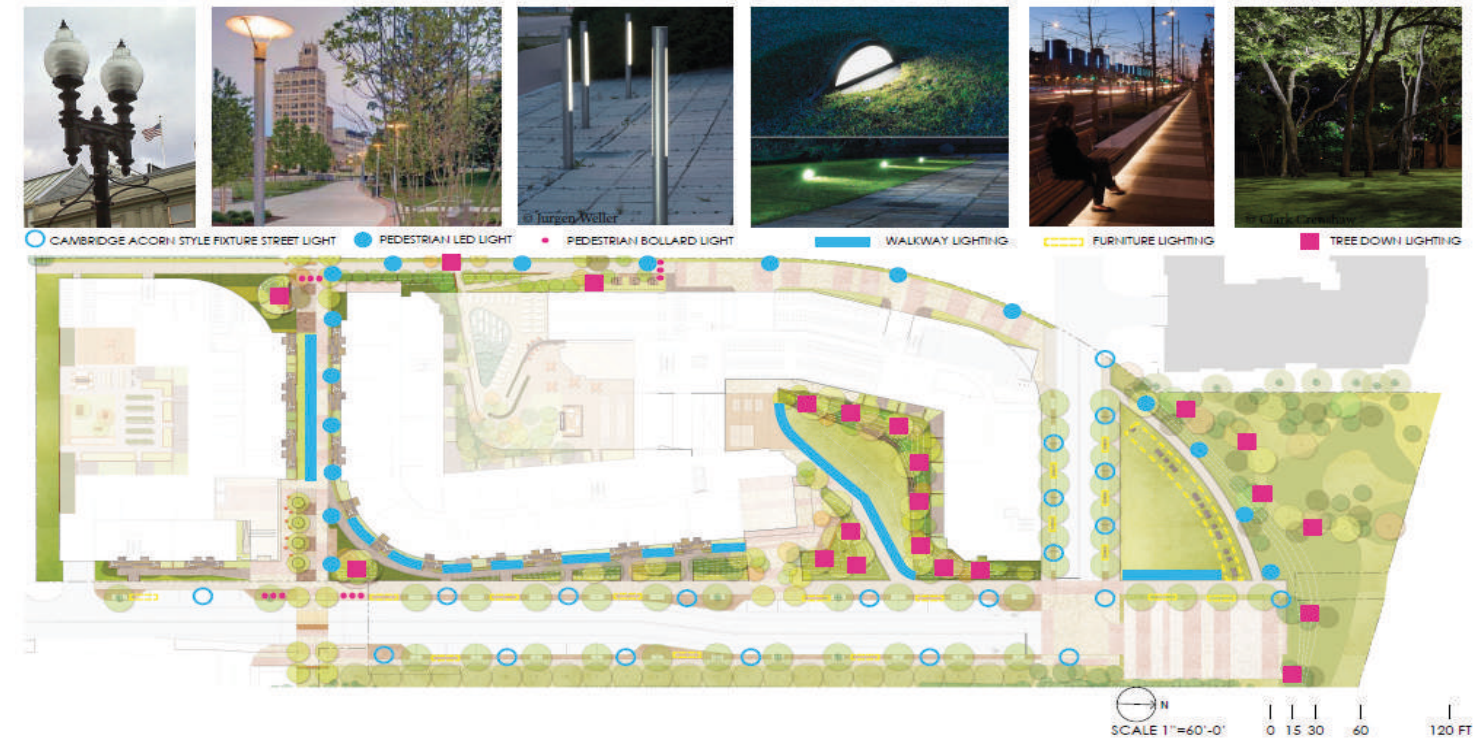 © Jurgen Weller
© Clark Crenshaw
CAMBRIDGE ACORN STYLE FIXTURE STREET LIGHT
PEDESTRIAN LED LIGHT
PEDESTRIAN BOLLARD LIGHT
WALKWAY LIGHTING
FURNITURE LIGHTING
TREE DOWN LIGHTING
N
SCALE 1"=60'-0'
0 15 30 60 120 FT